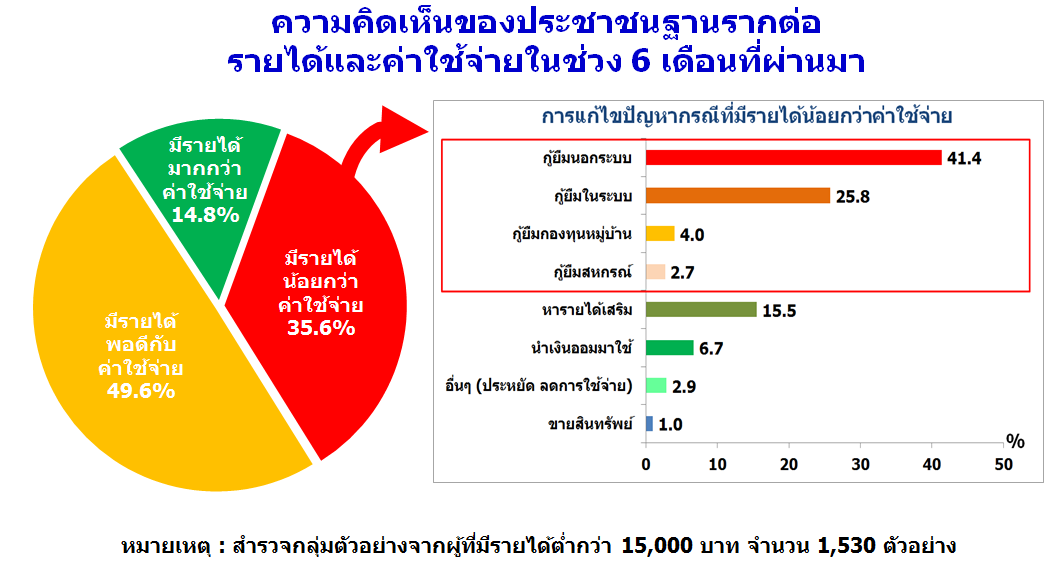 ความคิดเห็นของประชาชนฐานรากต่อ
รายได้และค่าใช้จ่ายในช่วง 6 เดือนที่ผ่านมา
มีรายได้
มากกว่า
ค่าใช้จ่าย
14.8%
มีรายได้
น้อยกว่า
ค่าใช้จ่าย
35.6%
มีรายได้
พอดีกับ
ค่าใช้จ่าย
49.6%
การแก้ไขปัญหากรณีที่มีรายได้น้อยกว่าค่าใช้จ่าย
กู้ยืมนอกระบบ 41.4
กู้ยืมในระบบ 25.8
กู้ยืมกองทุนหมู่บ้าน 4.0
กู้ยืมสหกรณ์ 2.7
หารายได้เสริม 15.5
นำเงินออมมาใช้ 6.7
อื่นๆ (ประหยัด ลดการใช้จ่าย) 2.9
ขายสินทรัพย์ 1.0
%
0 10 20 30 40 50
หมายเหตุ : สำรวจกลุ่มตัวอย่างจากผู้ที่มีรายได้ต่ำกว่า 15,000 บาท จำนวน 1,530 ตัวอย่าง